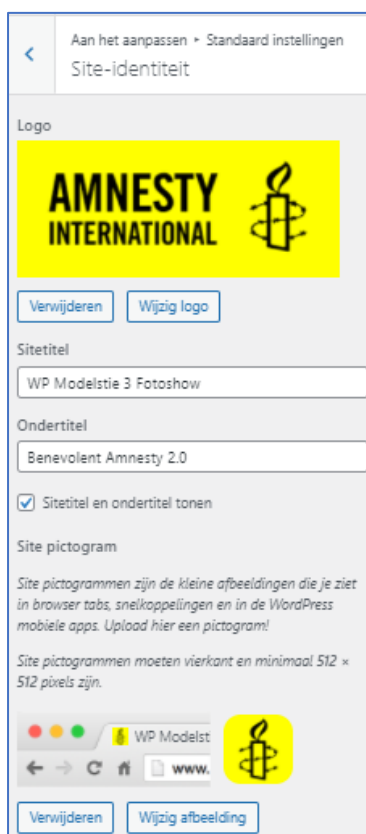 Aan het aanpassen ▸ Standaard instellingen
Site-identiteit
Logo
AMNESTY
INTERNATIONAL
Verwijderen
Wijzig logo
Sitetitel
WP Modelstie 3 Fotoshow
Ondertitel
Benevolent Amnesty 2.0
Sitetitel en ondertitel tonen
Site pictogram
Site pictogrammen zijn de kleine afbeeldingen die je ziet
in browser tabs, snelkoppelingen en in de WordPress
mobiele apps. Upload hier een pictogram!
Site pictogrammen moeten vierkant en minimaal 512 ×
512 pixels zijn.
WP Modelst
www.
Verwijderen
Wijzig afbeelding